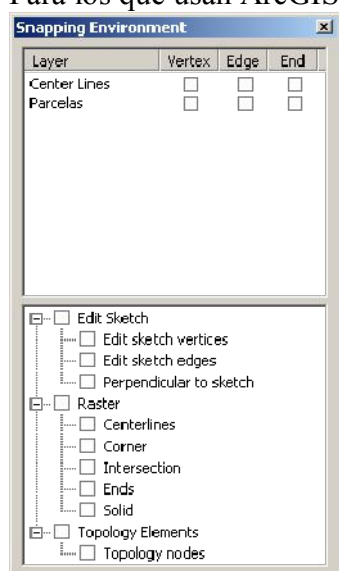 Para los que usan ArcGIS
Snapping Environment
Layer Vertex Edge End
Center Lines
Parcelas
Edit Sketch
Edit sketch vertices
Edit sketch edges
Perpendicular to sketch
Raster
Centerlines
Corner
Intersection
Ends
Solid
Topology Elements
Topology nodes